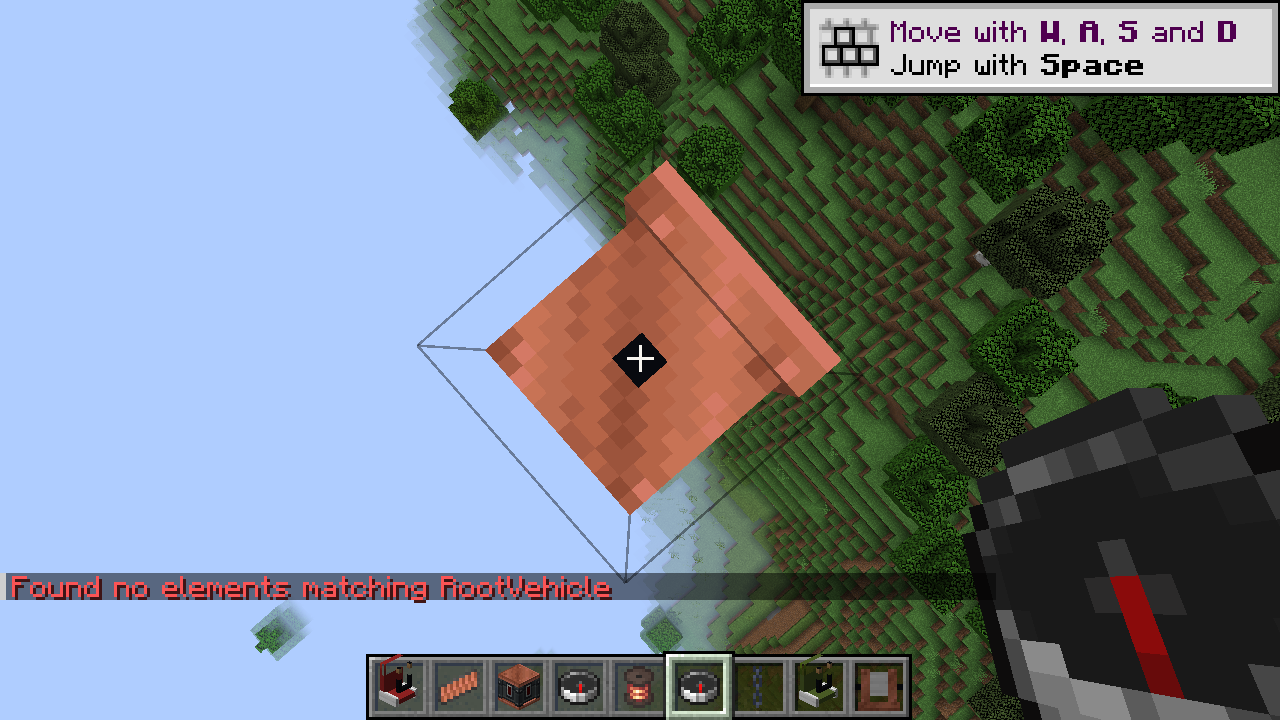 Move with W, A, S and D
Jump with Space
Found no elements matching RootVehicle